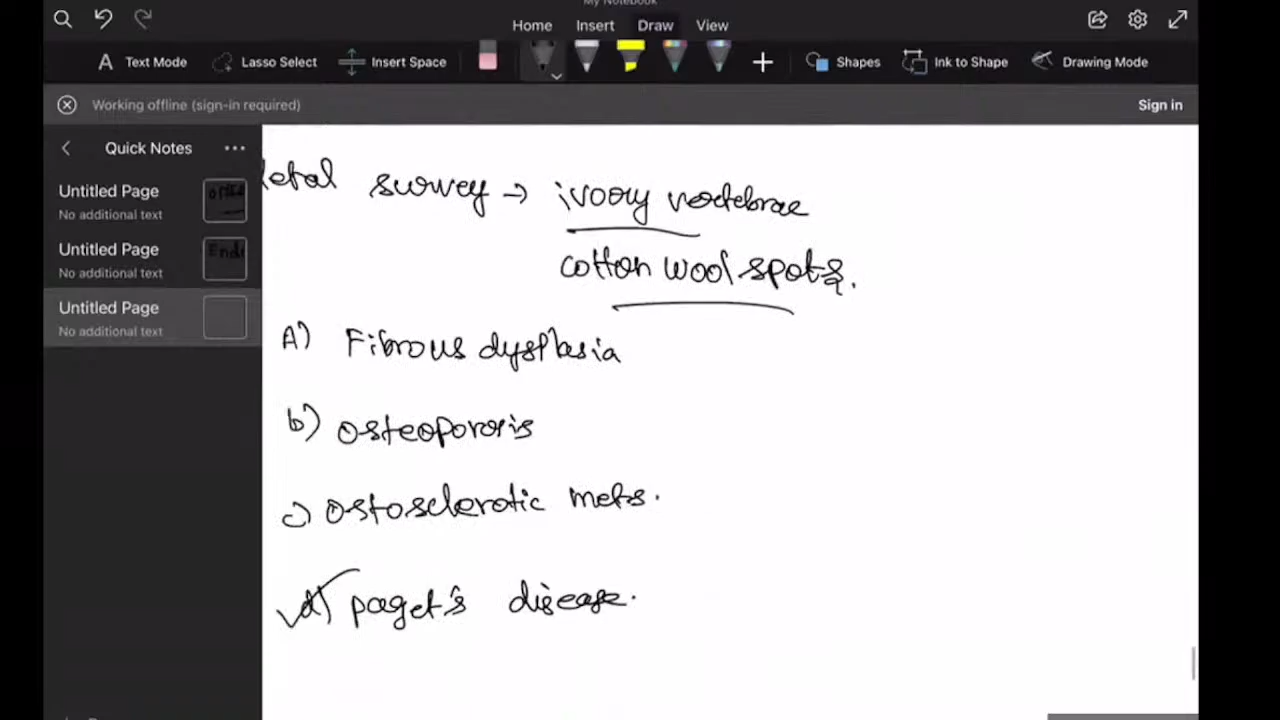 My Notebook
Home Insert Draw View
Text Mode Lasso Select Insert Space Shapes Ink to Shape Drawing Mode
Working offline (sign-in required) Sign in
Quick Notes
Untitled Page
No additional text
Untitled Page
No additional text
Untitled Page
No additional text
letal survey → ivory vertebrae
cotton wool spots.
A) Fibrous dysplasia
b) osteoporosis
c) ostosclerotic mets.
d) paget's disease.